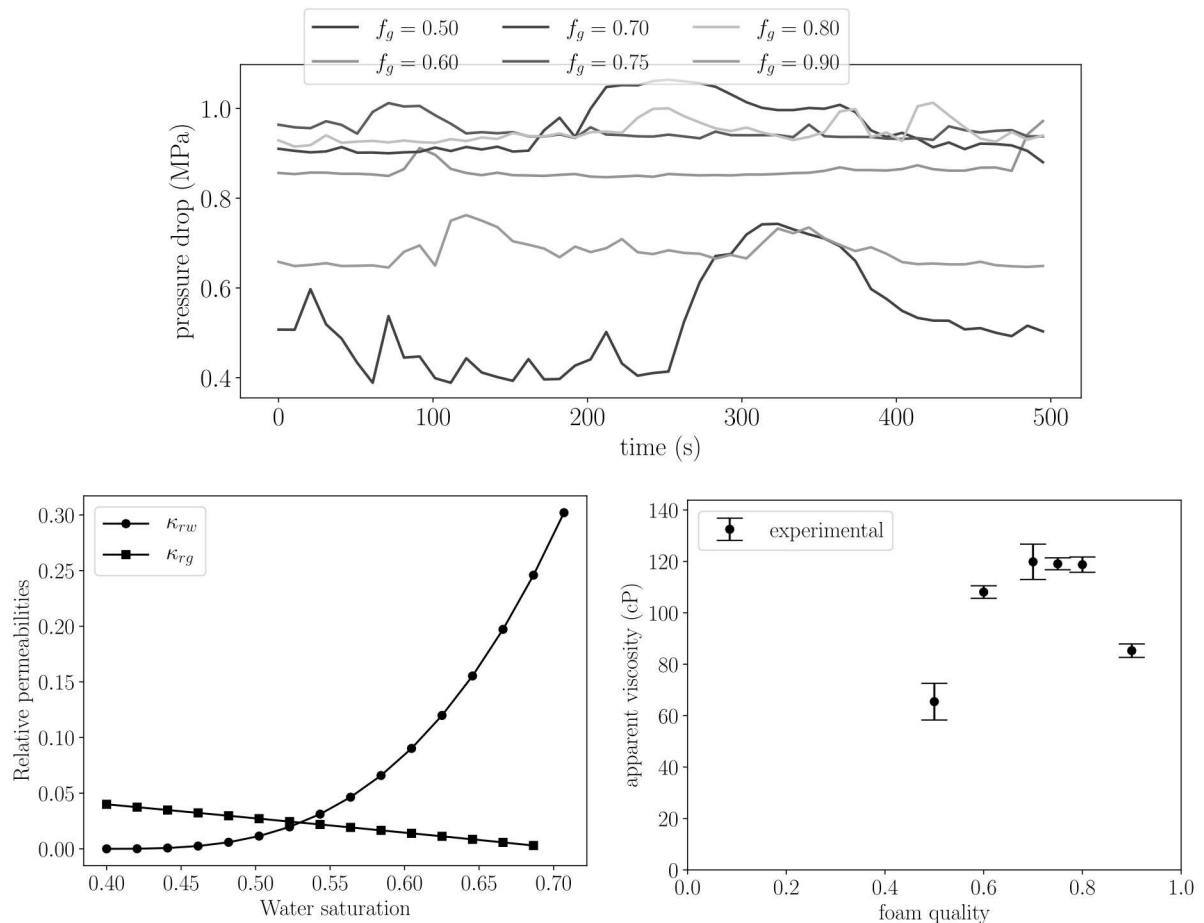 f_g = 0.50 f_g = 0.70 f_g = 0.80
f_g = 0.60 f_g = 0.75 f_g = 0.90
1.0
0.8
0.6
0.4
pressure drop (MPa)
0 100 200 300 400 500
time (s)
κ_rw
κ_rg
0.30
0.25
0.20
0.15
0.10
0.05
0.00
Relative permeabilities
0.40 0.45 0.50 0.55 0.60 0.65 0.70
Water saturation
experimental
140
120
100
80
60
40
20
0
apparent viscosity (cP)
0.0 0.2 0.4 0.6 0.8 1.0
foam quality